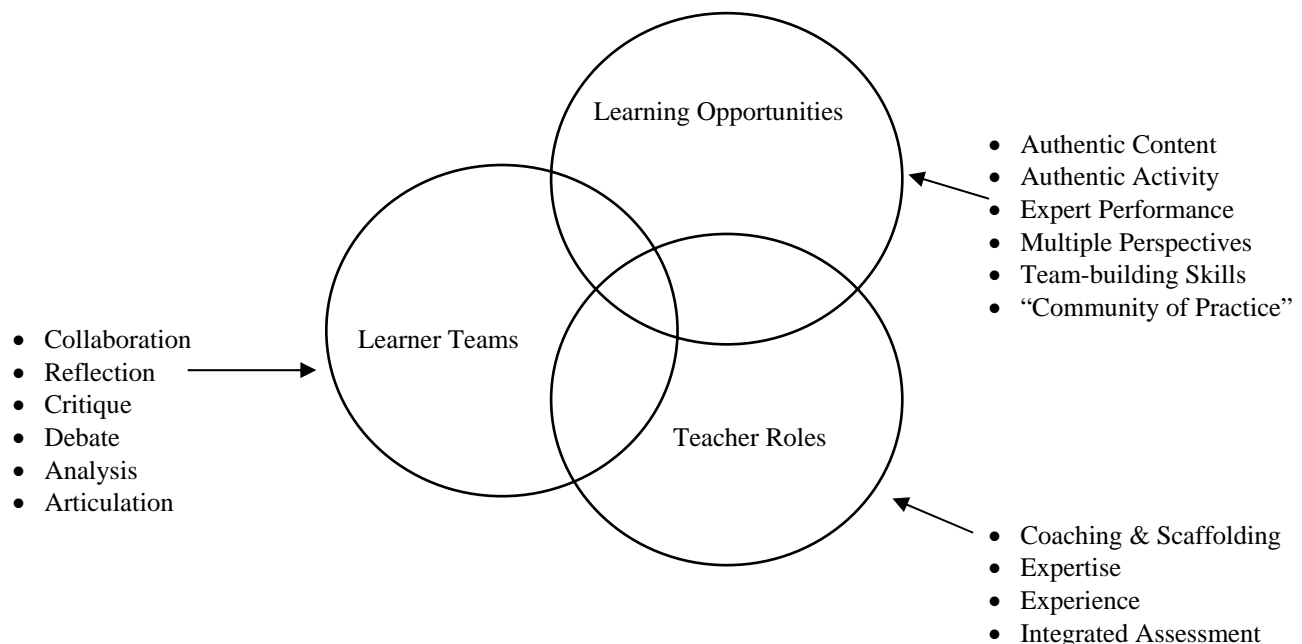 Learning Opportunities
• Authentic Content
• Authentic Activity
• Expert Performance
• Multiple Perspectives
• Team-building Skills
• “Community of Practice”
Learner Teams
• Collaboration
• Reflection
• Critique
• Debate
• Analysis
• Articulation
Teacher Roles
• Coaching & Scaffolding
• Expertise
• Experience
• Integrated Assessment